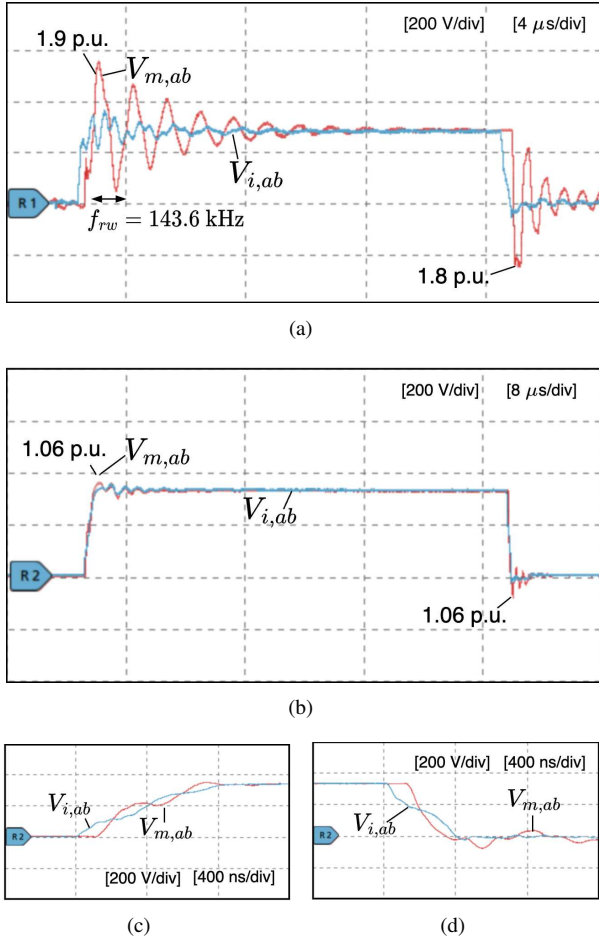 [200 V/div] [4 μs/div]
1.9 p.u.
V_{m,ab}
V_{i,ab}
R1
f_{rw} = 143.6 kHz
1.8 p.u.
(a)
[200 V/div] [8 μs/div]
1.06 p.u.
V_{m,ab}
V_{i,ab}
R2
1.06 p.u.
(b)
V_{i,ab}
R2
V_{m,ab}
[200 V/div] [400 ns/div]
(c)
[200 V/div] [400 ns/div]
V_{m,ab}
R2
V_{i,ab}
(d)